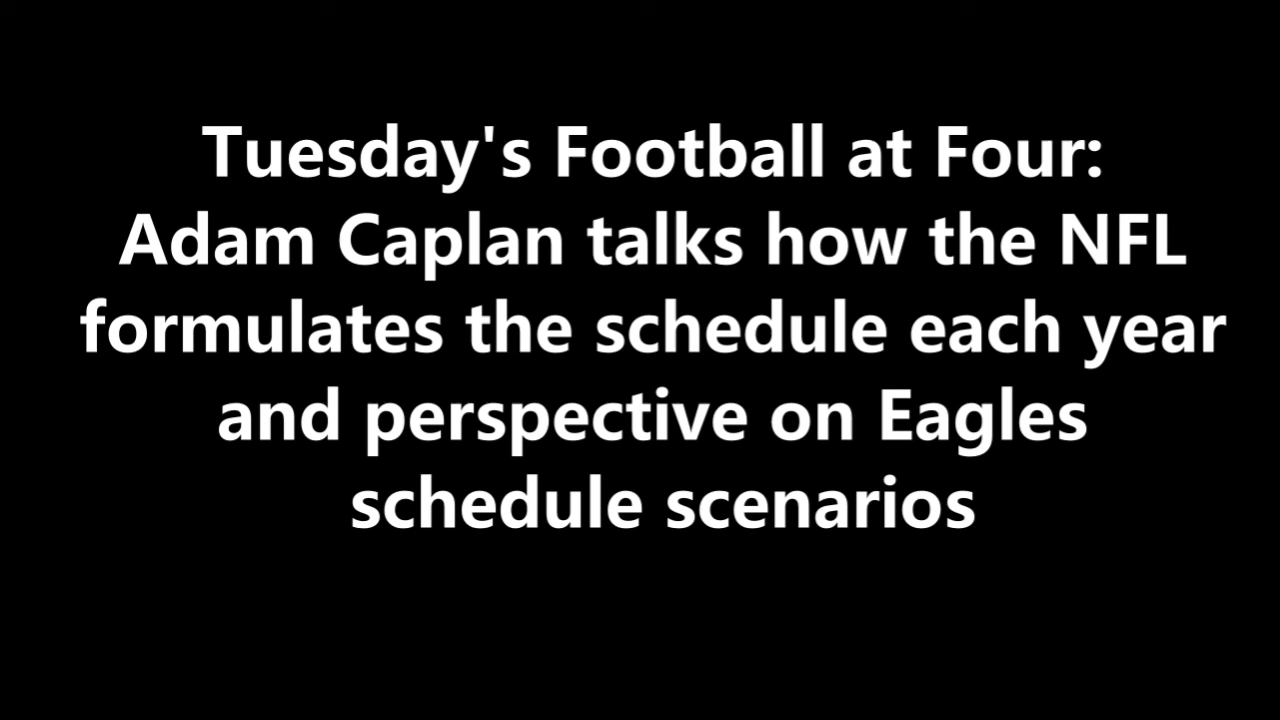 Tuesday's Football at Four:
Adam Caplan talks how the NFL
formulates the schedule each year
and perspective on Eagles
schedule scenarios